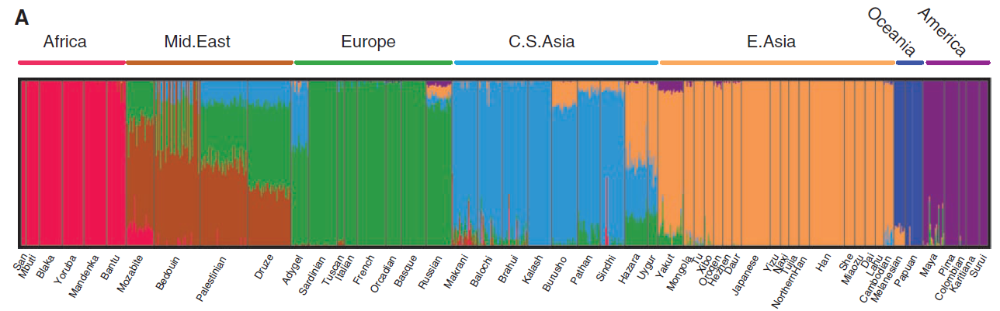 A
Africa
Mid.East
Europe
C.S.Asia
E.Asia
Oceania
America
San
Mbuti
Biaka
Yoruba
Mandenka
Bantu
Mozabite
Bedouin
Palestinian
Druze
Adygei
Sardinian
Tuscan
Italian
French
Orcadian
Basque
Russian
Makrani
Balochi
Brahui
Kalash
Burusho
Pathan
Sindhi
Hazara
Uygur
Yakut
Mongola
Tu
Xibo
Oroqen
Hezhen
Daur
Japanese
Yizu
Naxi
Tujia
NorthernHan
Han
She
Miaozu
Dai
Lahu
Cambodian
Melanesian
Papuan
Maya
Pima
Colombian
Karitiana
Surui